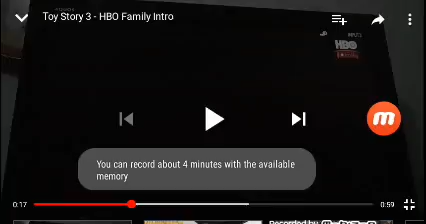 Toy Story 3 - HBO Family Intro
INPUT2
HBO
You can record about 4 minutes with the available
memory
0:17
0:59
Recorded by